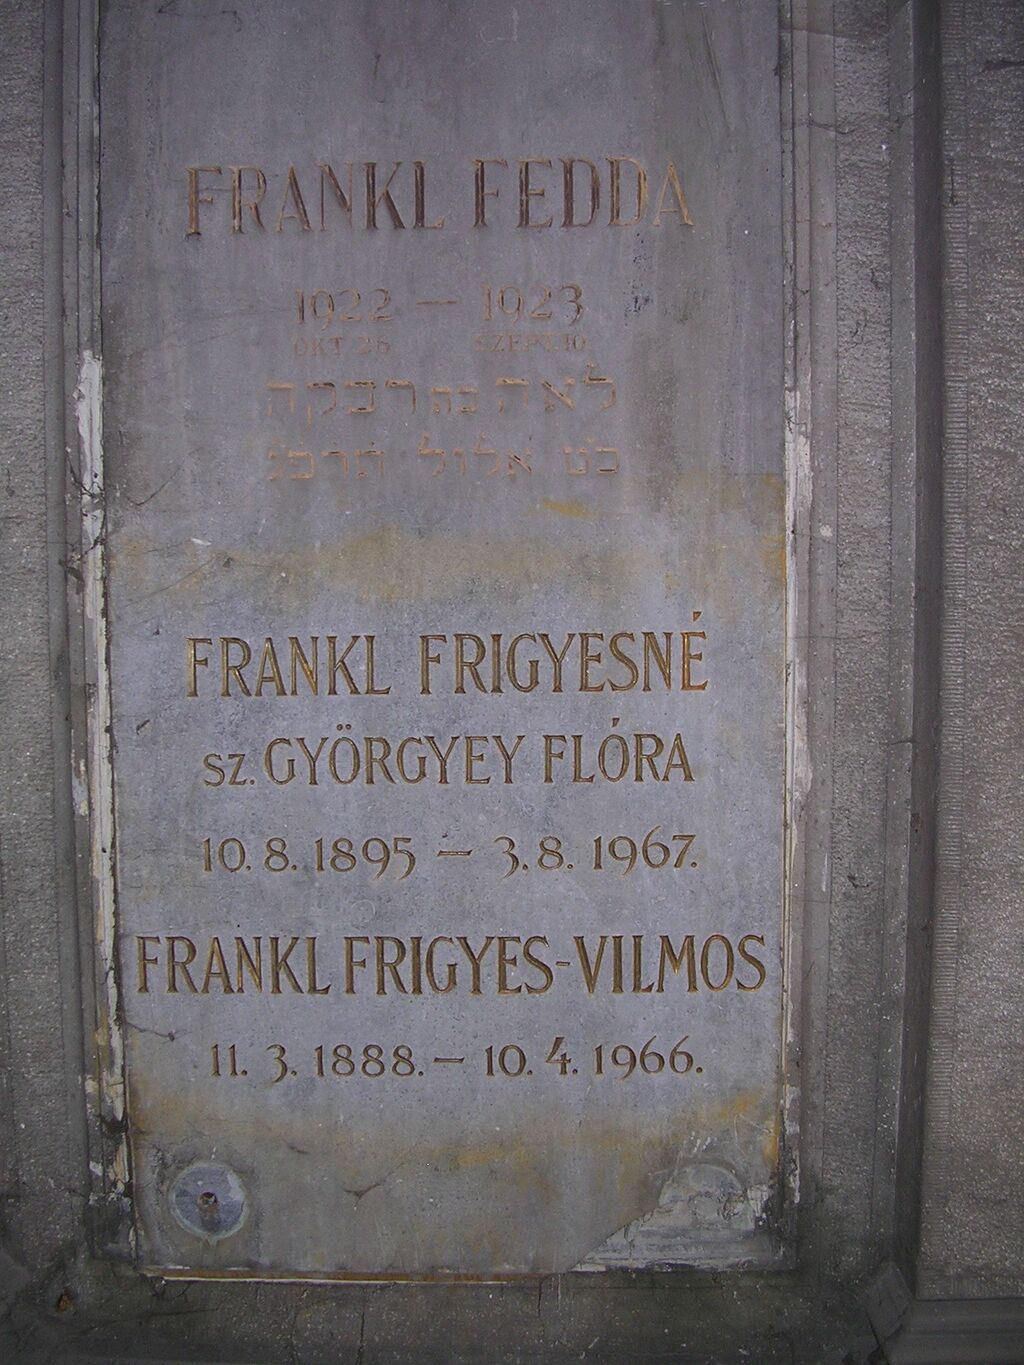 FRANKL FEDDA
1922 – 1923
OKT. 26 SZEPT. 10
לאה בת רבקה
כט אלול תרפג
FRANKL FRIGYESNÉ
SZ. GYÖRGYEY FLÓRA
10. 8. 1895 – 3. 8. 1967.
FRANKL FRIGYES-VILMOS
11. 3. 1888. – 10. 4. 1966.